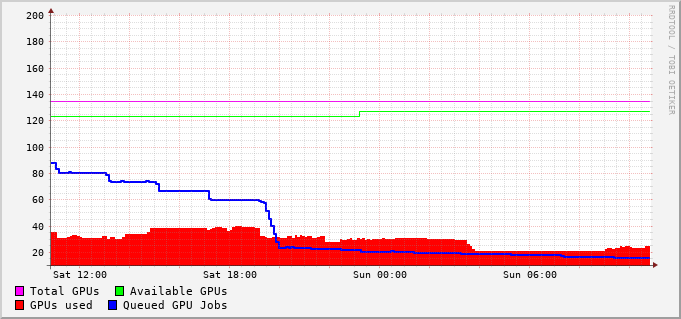 200
180
160
140
120
100
80
60
40
20
Sat 12:00 Sat 18:00 Sun 00:00 Sun 06:00
Total GPUs Available GPUs
GPUs used Queued GPU Jobs
RRDTOOL / TOBI OETIKER